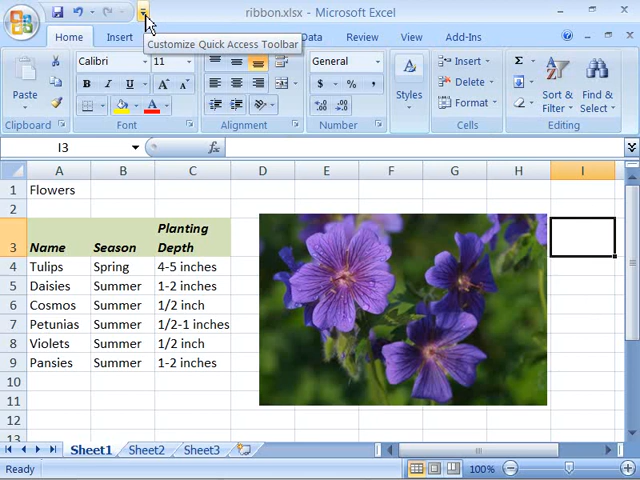 ribbon.xlsx - Microsoft Excel
Home Insert Data Add-Ins
Customize Quick Access Toolbar
Calibri 11 General Insert
Paste B I U Styles Delete Sort & Filter Find & Select
A A $ % , Format
Clipboard Font Alignment Number Cells Editing
I3 fx
A B C D E F G H I
1 Flowers
2
3 Name Season Planting Depth
4 Tulips Spring 4-5 inches
5 Daisies Summer 1-2 inches
6 Cosmos Summer 1/2 inch
7 Petunias Summer 1/2-1 inches
8 Violets Summer 1/2 inch
9 Pansies Summer 1-2 inches
10
11
12
13
Sheet1 Sheet2 Sheet3
Ready 100%